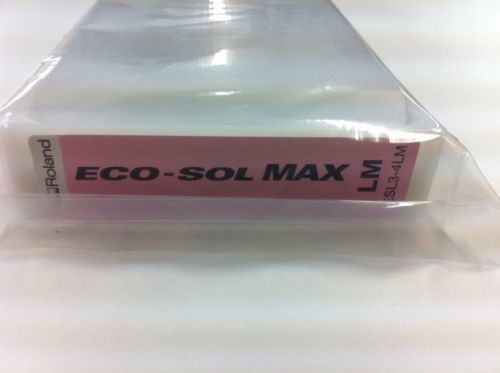 Roland
ECO-SOL MAX
LM
ESL3-4LM